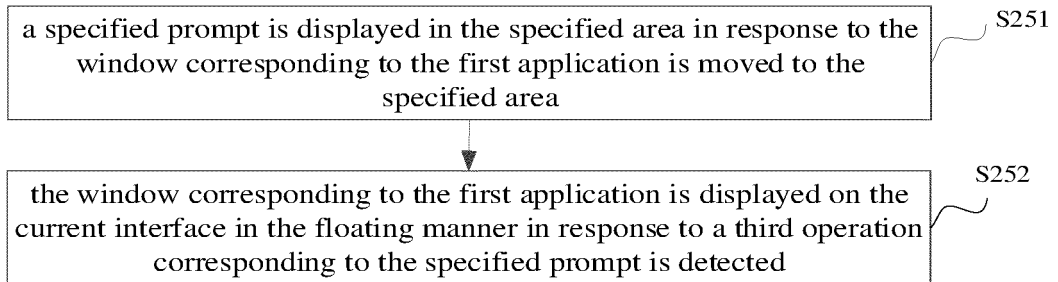 a specified prompt is displayed in the specified area in response to the
window corresponding to the first application is moved to the
specified area
S251
the window corresponding to the first application is displayed on the
current interface in the floating manner in response to a third operation
corresponding to the specified prompt is detected
S252